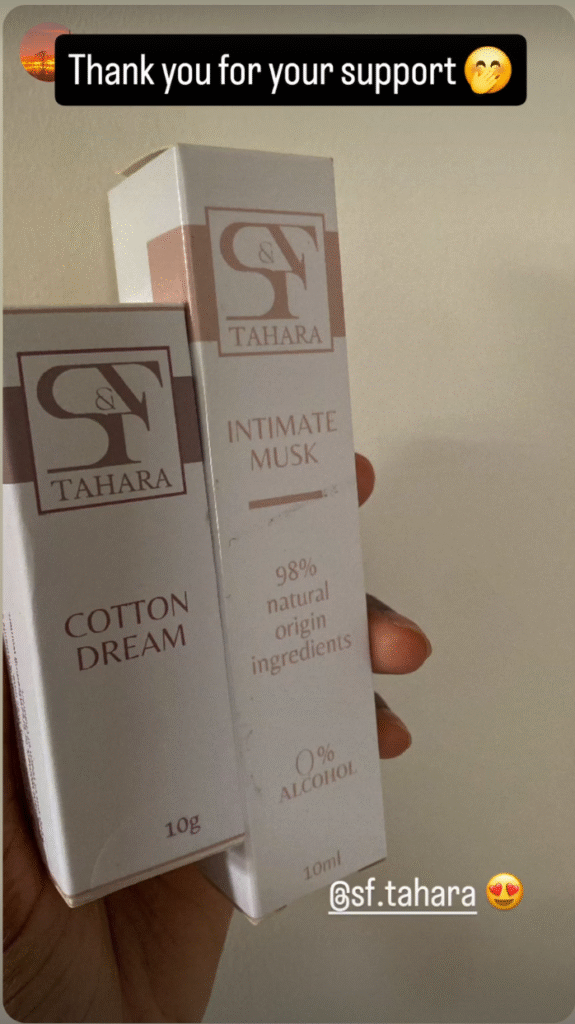 Thank you for your support 🤭
S&F
TAHARA
COTTON
DREAM
10g
S&F
TAHARA
INTIMATE
MUSK
98%
natural
origin
ingredients
0%
ALCOHOL
10ml
@sf.tahara 😍